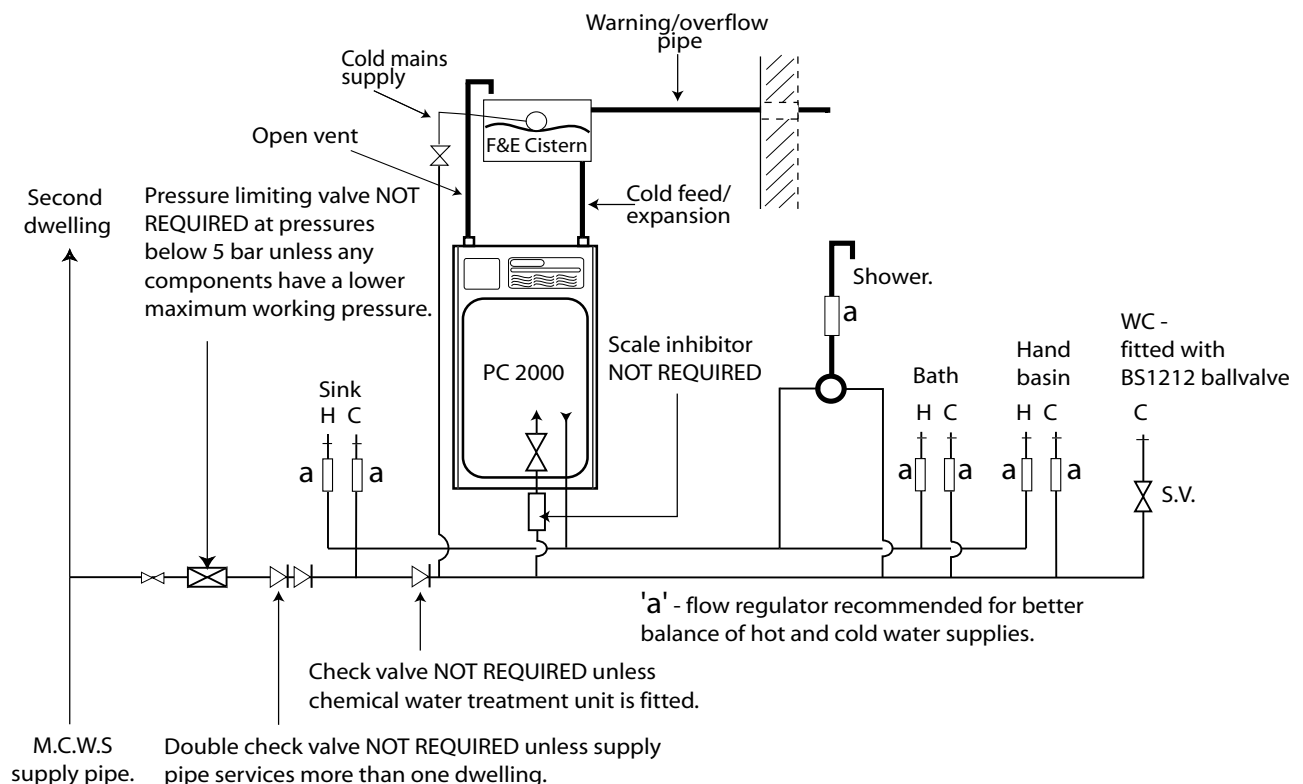 Warning/overflow
pipe
Cold mains
supply
Open vent
F&E Cistern
Cold feed/
expansion
Second
dwelling
Pressure limiting valve NOT
REQUIRED at pressures
below 5 bar unless any
components have a lower
maximum working pressure.
Shower.
a
PC 2000
Scale inhibitor
NOT REQUIRED
Sink
H C
a a
Bath
H C
a a
Hand
basin
H C
a a
WC -
fitted with
BS1212 ballvalve
C
S.V.
'a' - flow regulator recommended for better
balance of hot and cold water supplies.
Check valve NOT REQUIRED unless
chemical water treatment unit is fitted.
M.C.W.S
supply pipe.
Double check valve NOT REQUIRED unless supply
pipe services more than one dwelling.